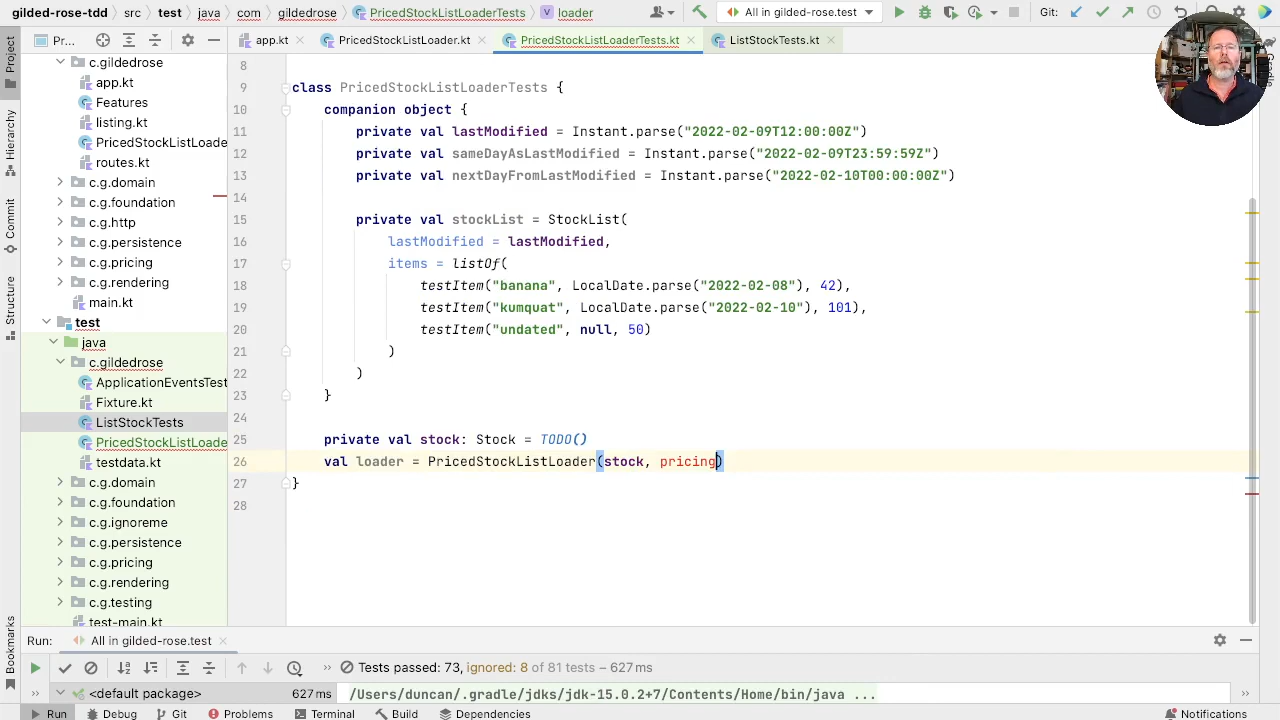 gilded-rose-tdd src test java com gildedrose PricedStockListLoaderTests loader All in gilded-rose.test Git:
Project Pr... app.kt PricedStockListLoader.kt PricedStockListLoaderTests.kt ListStockTests.kt Gradle
c.gildedrose
app.kt
Features
listing.kt
PricedStockListLoade
routes.kt
c.g.domain
c.g.foundation
c.g.http
c.g.persistence
c.g.pricing
c.g.rendering
main.kt
test
java
c.gildedrose
ApplicationEventsTest
Fixture.kt
ListStockTests
PricedStockListLoade
testdata.kt
c.g.domain
c.g.foundation
c.g.ignoreme
c.g.persistence
c.g.pricing
c.g.rendering
c.g.testing
test-main.kt
Hierarchy
Commit
Structure
Bookmarks
8
9 class PricedStockListLoaderTests {
10 companion object {
11 private val lastModified = Instant.parse("2022-02-09T12:00:00Z")
12 private val sameDayAsLastModified = Instant.parse("2022-02-09T23:59:59Z")
13 private val nextDayFromLastModified = Instant.parse("2022-02-10T00:00:00Z")
14
15 private val stockList = StockList(
16 lastModified = lastModified,
17 items = listOf(
18 testItem("banana", LocalDate.parse("2022-02-08"), 42),
19 testItem("kumquat", LocalDate.parse("2022-02-10"), 101),
20 testItem("undated", null, 50)
21 )
22 )
23 }
24
25 private val stock: Stock = TODO()
26 val loader = PricedStockListLoader(stock, pricing)
27 }
28
Run: All in gilded-rose.test
Tests passed: 73, ignored: 8 of 81 tests – 627 ms
<default package> 627 ms /Users/duncan/.gradle/jdks/jdk-15.0.2+7/Contents/Home/bin/java ...
Run Debug Git Problems Terminal Build Dependencies Notifications